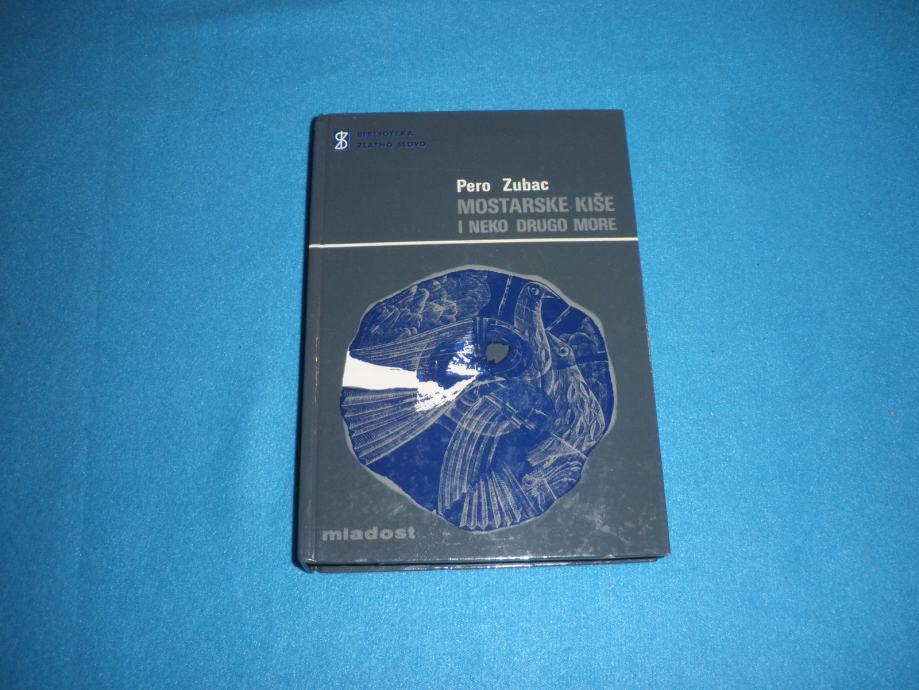 BIBLIOTEKA
ZLATNO SLOVO
Pero Zubac
MOSTARSKE KIŠE
I NEKO DRUGO MORE
mladost